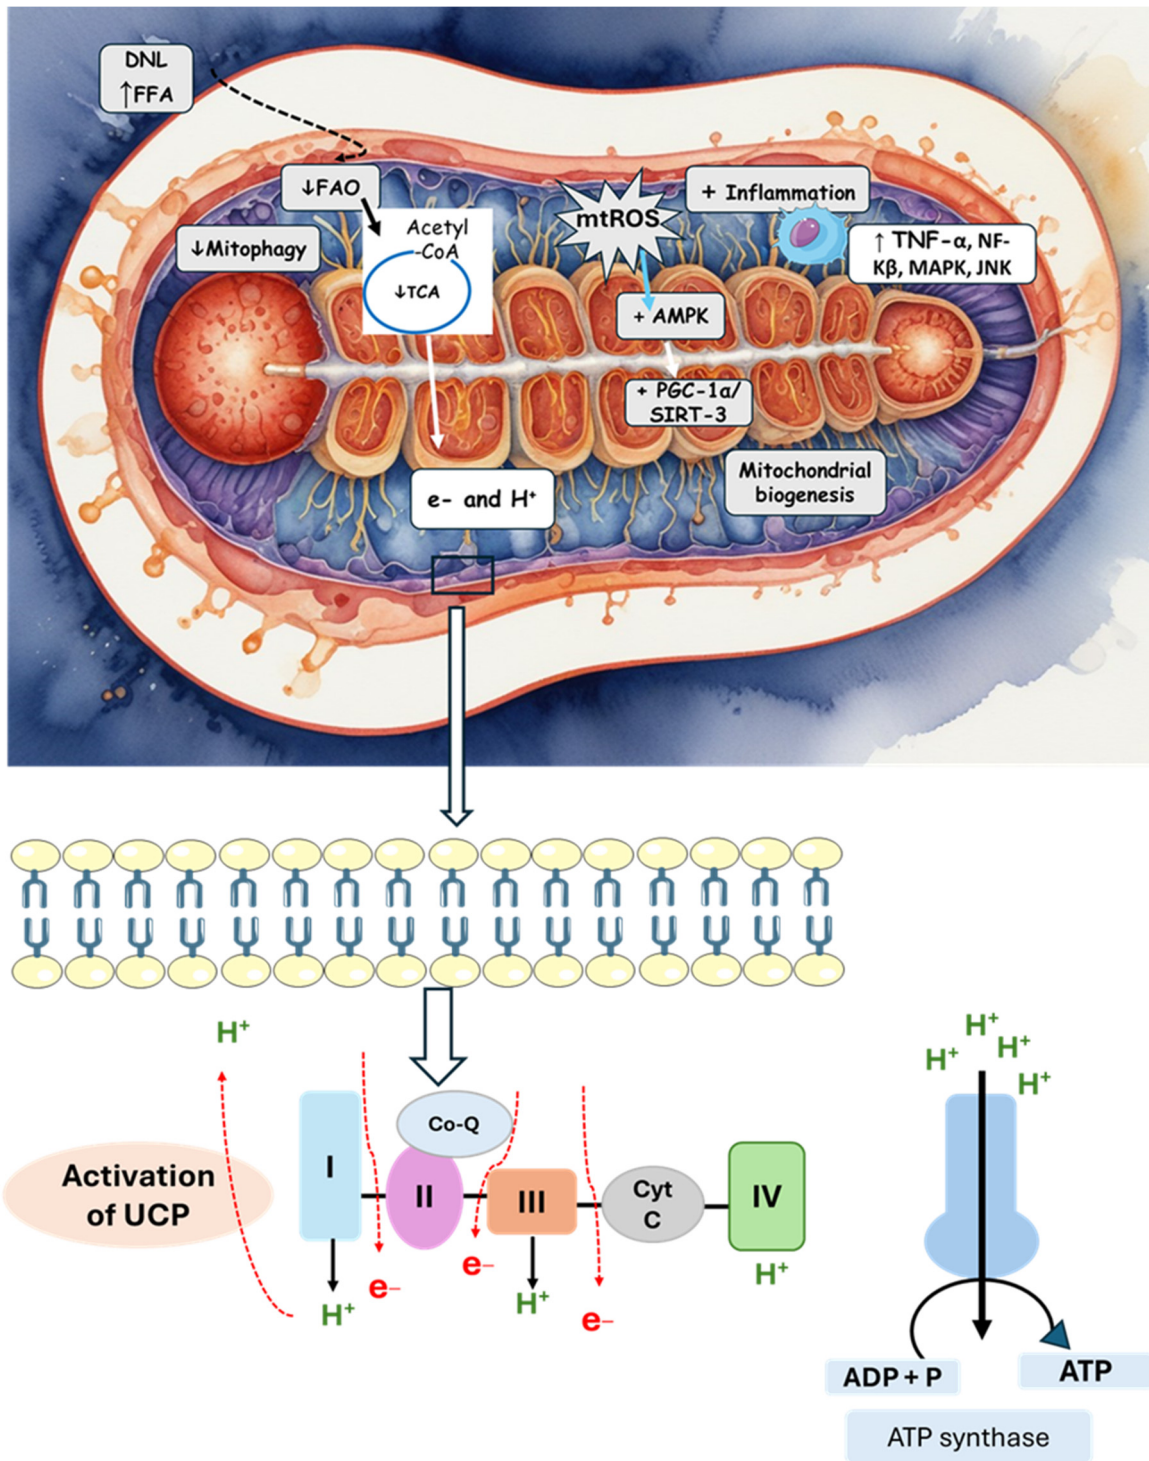 DNL
↑FFA
↓FAO
Acetyl
-CoA
↓TCA
↓Mitophagy
mtROS
+ Inflammation
↑ TNF-α, NF-
Kβ, MAPK, JNK
+ AMPK
+ PGC-1α/
SIRT-3
Mitochondrial
biogenesis
e- and H⁺
H⁺
Activation
of UCP
I
Co-Q
II
III
Cyt
C
IV
H⁺
e-
e-
H⁺
e-
H⁺
H⁺
H⁺
H⁺
H⁺
ADP + P
ATP
ATP synthase